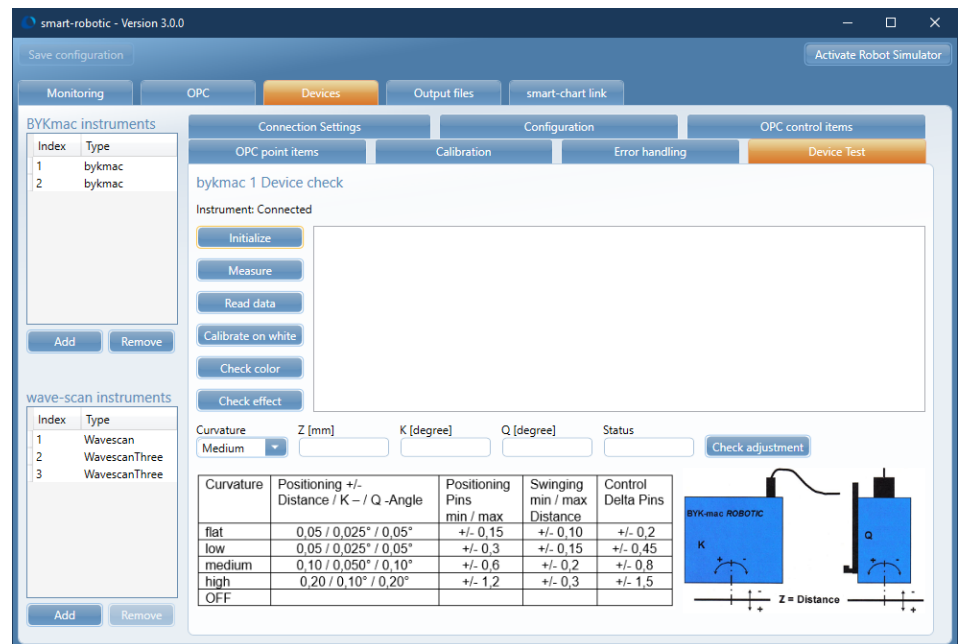 smart-robotic - Version 3.0.0
Save configuration
Activate Robot Simulator
Monitoring OPC Devices Output files smart-chart link
BYKmac instruments
Index Type
1 bykmac
2 bykmac
Add Remove
wave-scan instruments
Index Type
1 Wavescan
2 WavescanThree
3 WavescanThree
Add Remove
Connection Settings Configuration OPC control items
OPC point items Calibration Error handling Device Test
bykmac 1 Device check
Instrument: Connected
Initialize
Measure
Read data
Calibrate on white
Check color
Check effect
Curvature Z [mm] K [degree] Q [degree] Status
Medium Check adjustment
Curvature Positioning +/- Positioning Swinging Control
Distance / K – / Q -Angle Pins min / max Delta Pins
min / max Distance
flat 0,05 / 0,025° / 0,05° +/- 0,15 +/- 0,10 +/- 0,2
low 0,05 / 0,025° / 0,05° +/- 0,3 +/- 0,15 +/- 0,45
medium 0,10 / 0,050° / 0,10° +/- 0,6 +/- 0,2 +/- 0,8
high 0,20 / 0,10° / 0,20° +/- 1,2 +/- 0,3 +/- 1,5
OFF
BYK-mac ROBOTIC
K
+ -
Q
+ -
Z = Distance
- +
- +